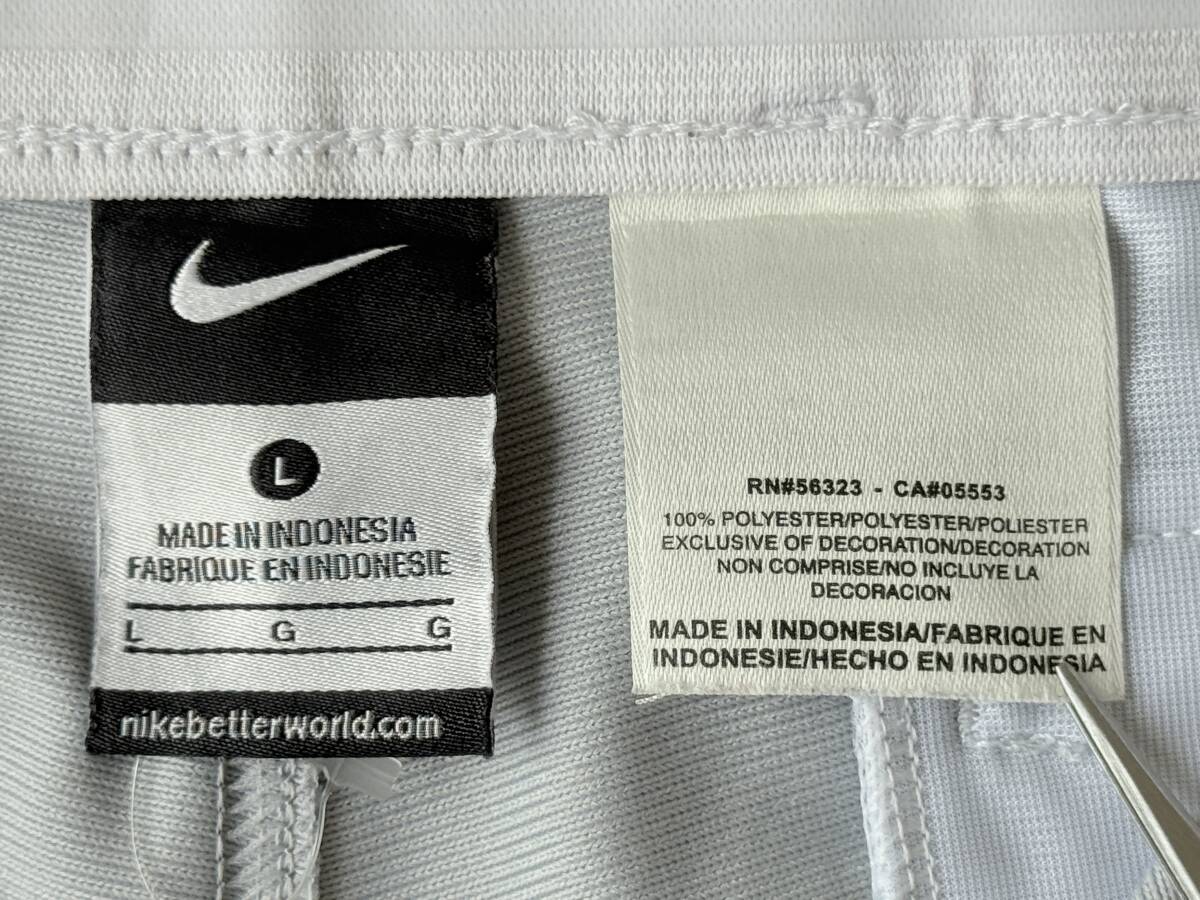 L
MADE IN INDONESIA
FABRIQUE EN INDONESIE
L G G
nikebetterworld.com
RN#56323 - CA#05553
100% POLYESTER/POLYESTER/POLIESTER
EXCLUSIVE OF DECORATION/DECORATION
NON COMPRISE/NO INCLUYE LA
DECORACION
MADE IN INDONESIA/FABRIQUE EN
INDONESIE/HECHO EN INDONESIA